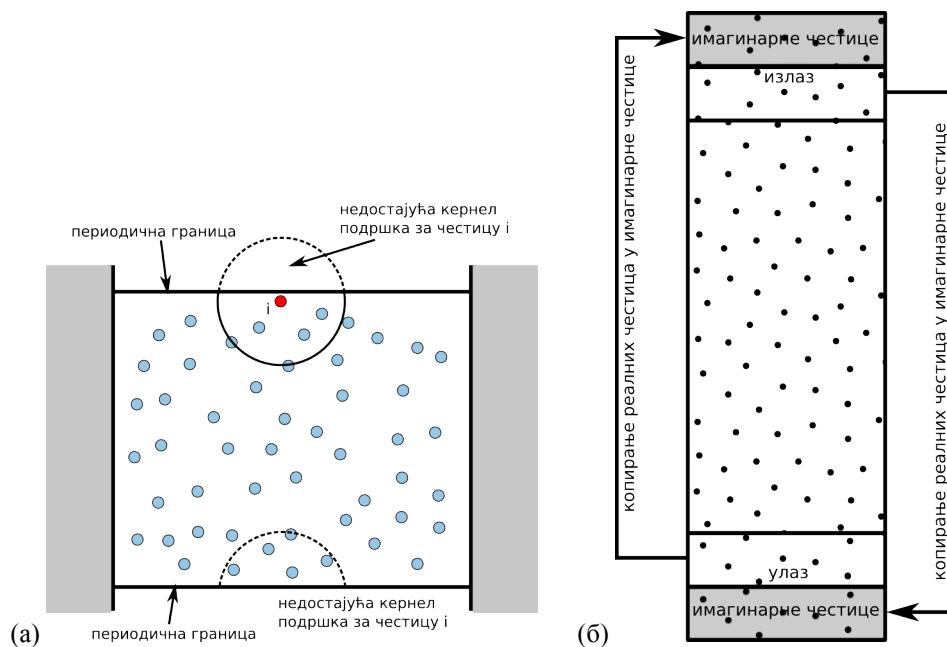 недостајућа кернел
подршка за честицу i
периодична граница
i
недостајућа кернел
подршка за честицу i
периодична граница
(а)
имагинарне честице
излаз
копирање реалних честица у имагинарне честице
копирање реалних честица у имагинарне честице
улаз
имагинарне честице
(б)